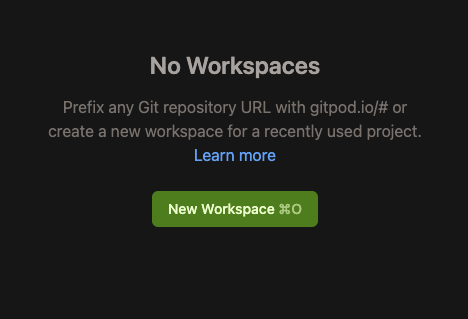 No Workspaces
Prefix any Git repository URL with gitpod.io/# or
create a new workspace for a recently used project.
Learn more
New Workspace ⌘O